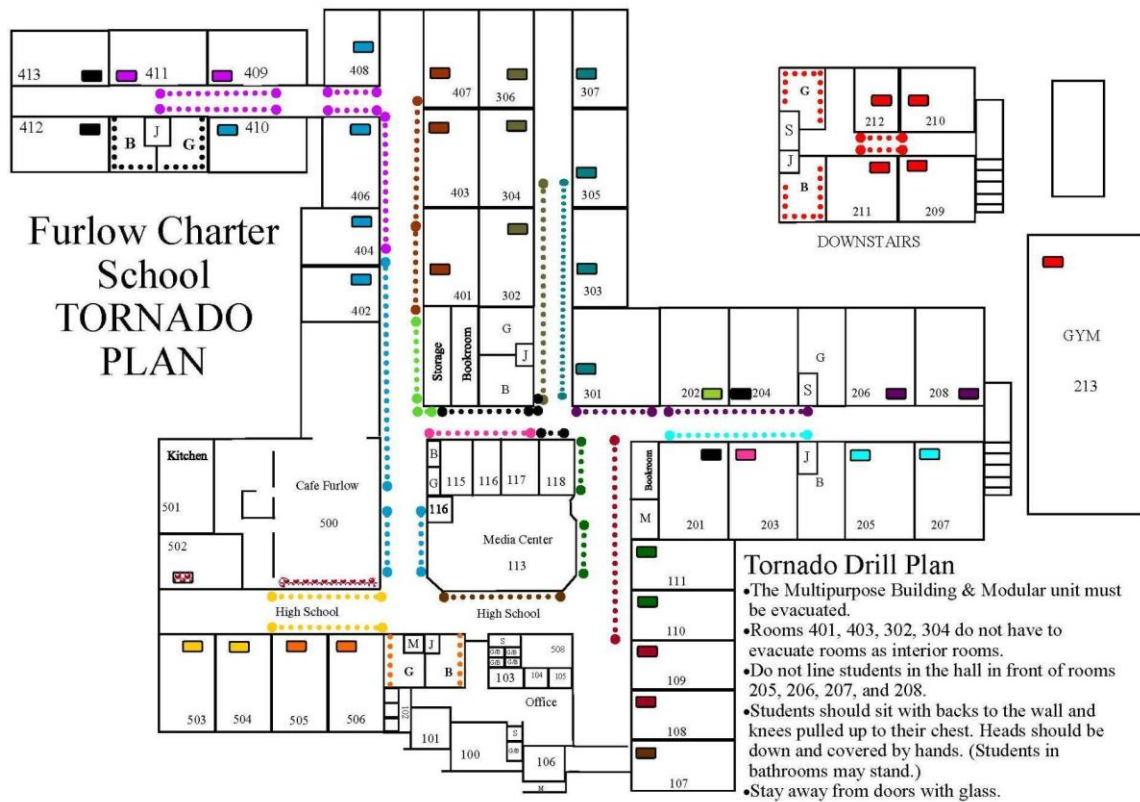 413
411
409
408
407
306
307
412
B
J
G
410
406
403
304
305
404
402
401
302
303
G
S
J
B
212
210
211
209
DOWNSTAIRS
Furlow Charter
School
TORNADO
PLAN
GYM
213
Storage
Bookroom
G
J
B
301
202
204
G
S
206
208
Kitchen
501
502
Cafe Furlow
500
B
G
115
116
117
118
116
Media Center
113
Bookroom
M
201
203
J
B
205
207
High School
High School
111
110
109
108
107
503
504
505
506
M
J
G
B
102
101
100
S
G/B
G/B
G/B
G/B
103
104
105
508
Office
S
G/B
106
M
Tornado Drill Plan
•The Multipurpose Building & Modular unit must
be evacuated.
•Rooms 401, 403, 302, 304 do not have to
evacuate rooms as interior rooms.
•Do not line students in the hall in front of rooms
205, 206, 207, and 208.
•Students should sit with backs to the wall and
knees pulled up to their chest. Heads should be
down and covered by hands. (Students in
bathrooms may stand.)
•Stay away from doors with glass.